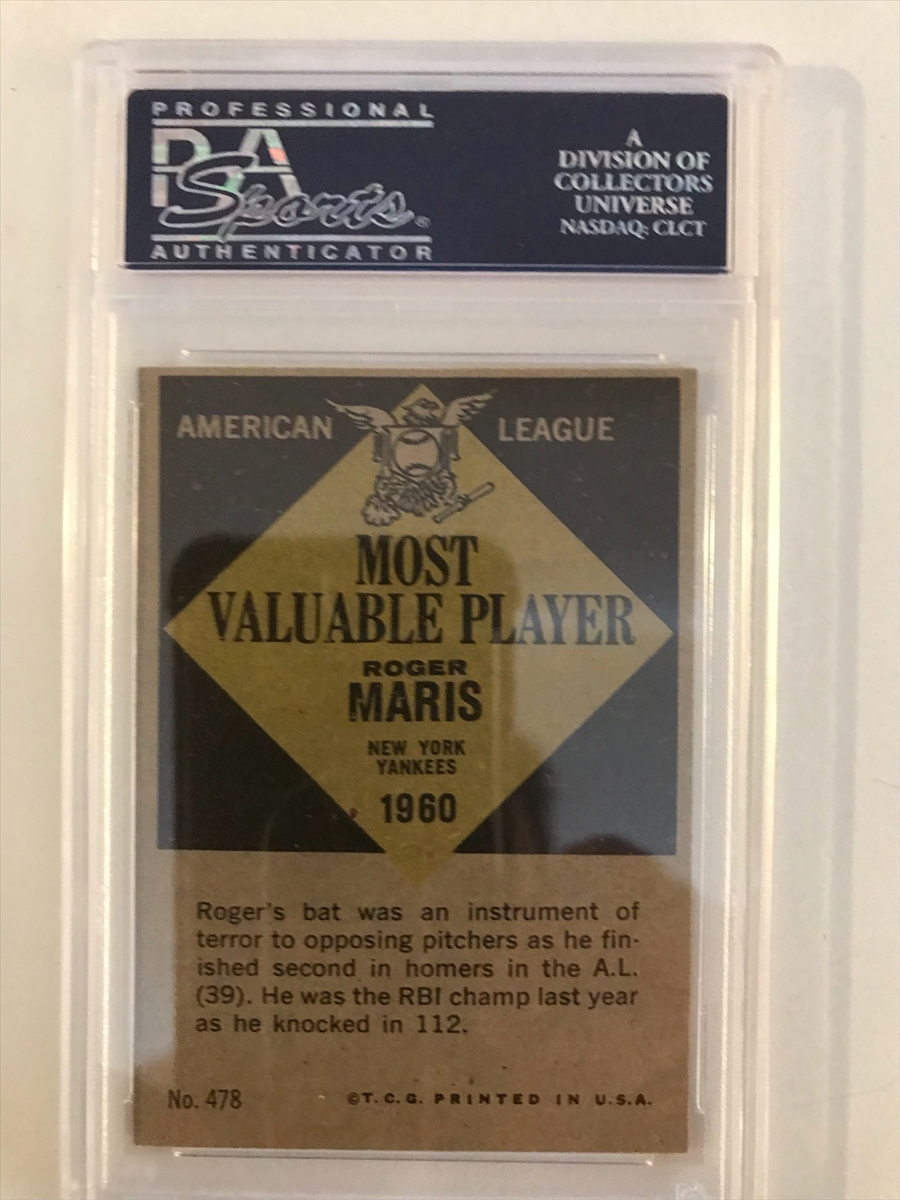 PROFESSIONAL
PSA
Sports®
AUTHENTICATOR
A
DIVISION OF
COLLECTORS
UNIVERSE
NASDAQ: CLCT
AMERICAN LEAGUE
MOST
VALUABLE PLAYER
ROGER
MARIS
NEW YORK
YANKEES
1960
Roger's bat was an instrument of
terror to opposing pitchers as he fin-
ished second in homers in the A.L.
(39). He was the RBI champ last year
as he knocked in 112.
No. 478 ©T.C.G. PRINTED IN U.S.A.